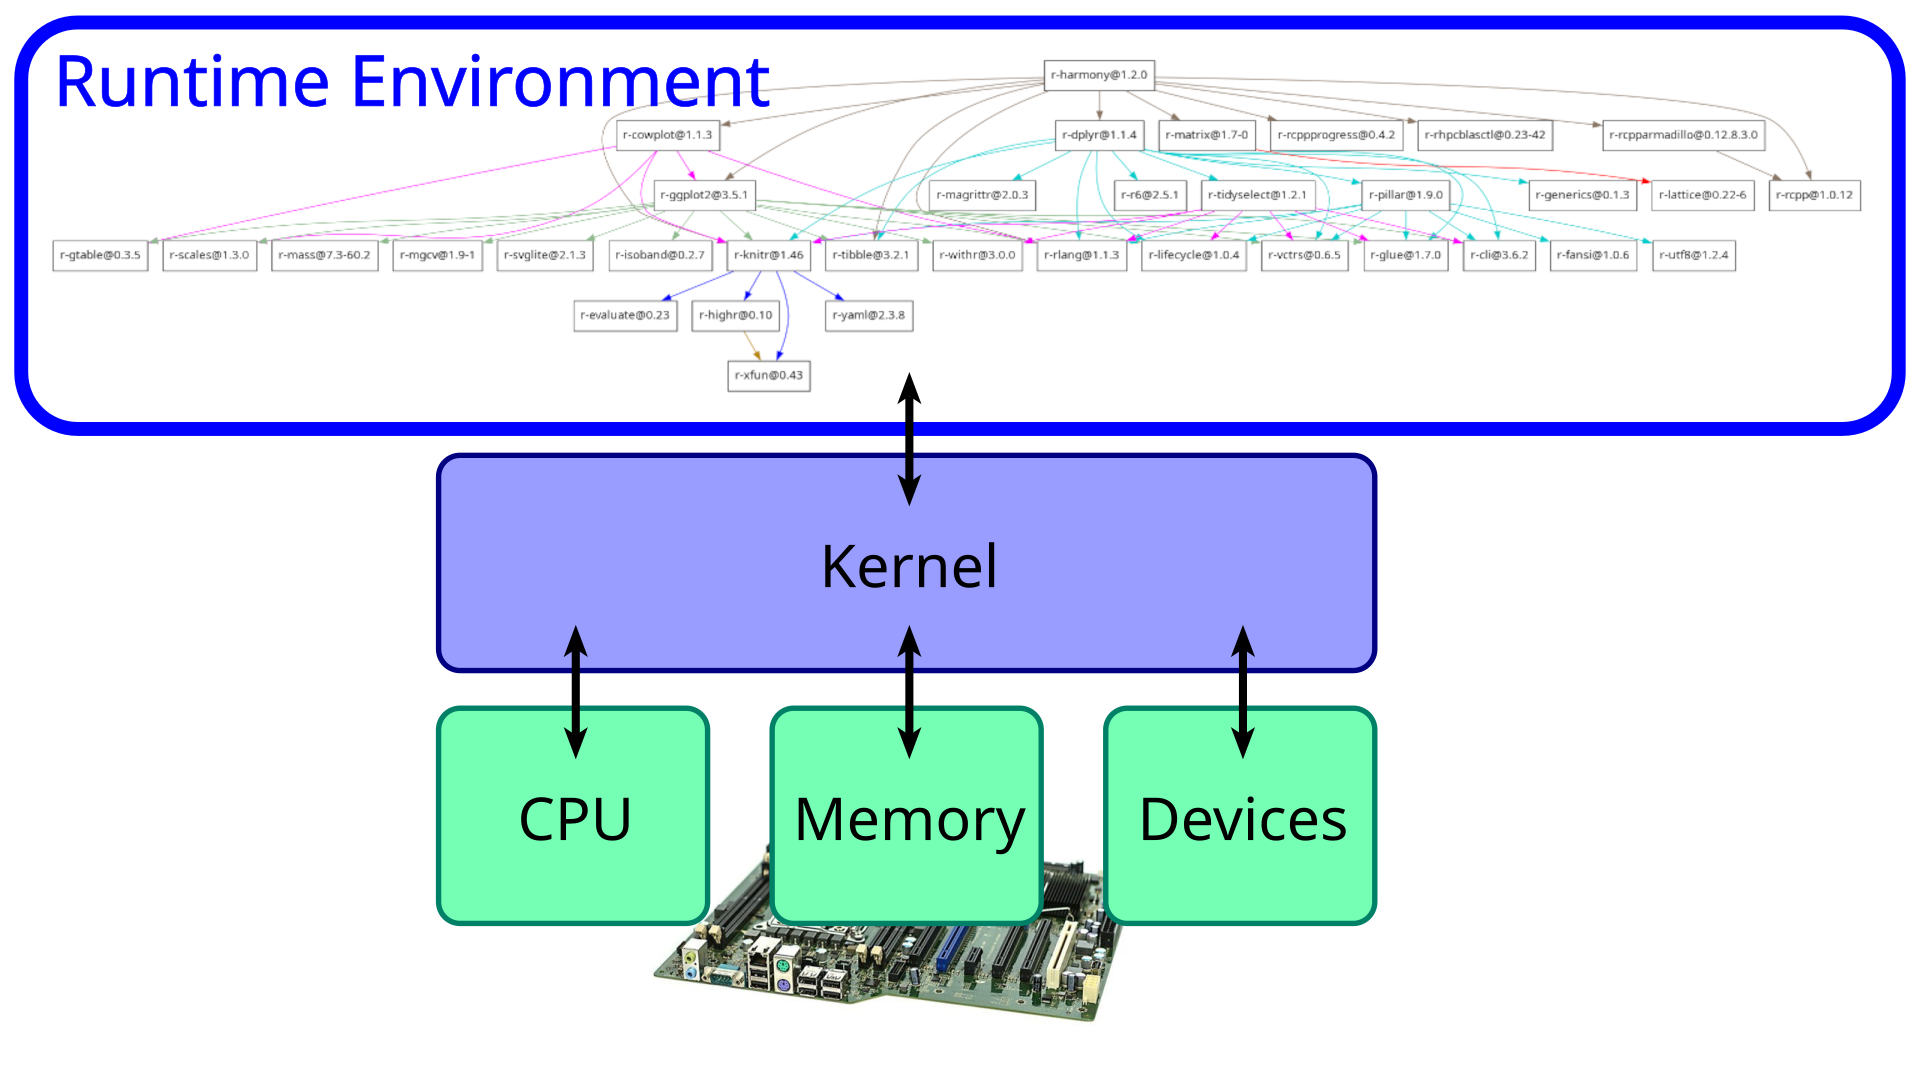 Runtime Environment
r-harmony@1.2.0
r-cowplot@1.1.3
r-dplyr@1.1.4
r-matrix@1.7-0
r-rcppprogress@0.4.2
r-rhpcblasctl@0.23-42
r-rcpparmadillo@0.12.8.3.0
r-ggplot2@3.5.1
r-magrittr@2.0.3
r-r6@2.5.1
r-tidyselect@1.2.1
r-pillar@1.9.0
r-generics@0.1.3
r-lattice@0.22-6
r-rcpp@1.0.12
r-gtable@0.3.5
r-scales@1.3.0
r-mass@7.3-60.2
r-mgcv@1.9-1
r-svglite@2.1.3
r-isoband@0.2.7
r-knitr@1.46
r-tibble@3.2.1
r-withr@3.0.0
r-rlang@1.1.3
r-lifecycle@1.0.4
r-vctrs@0.6.5
r-glue@1.7.0
r-cli@3.6.2
r-fansi@1.0.6
r-utf8@1.2.4
r-evaluate@0.23
r-highr@0.10
r-yaml@2.3.8
r-xfun@0.43
Kernel
CPU
Memory
Devices